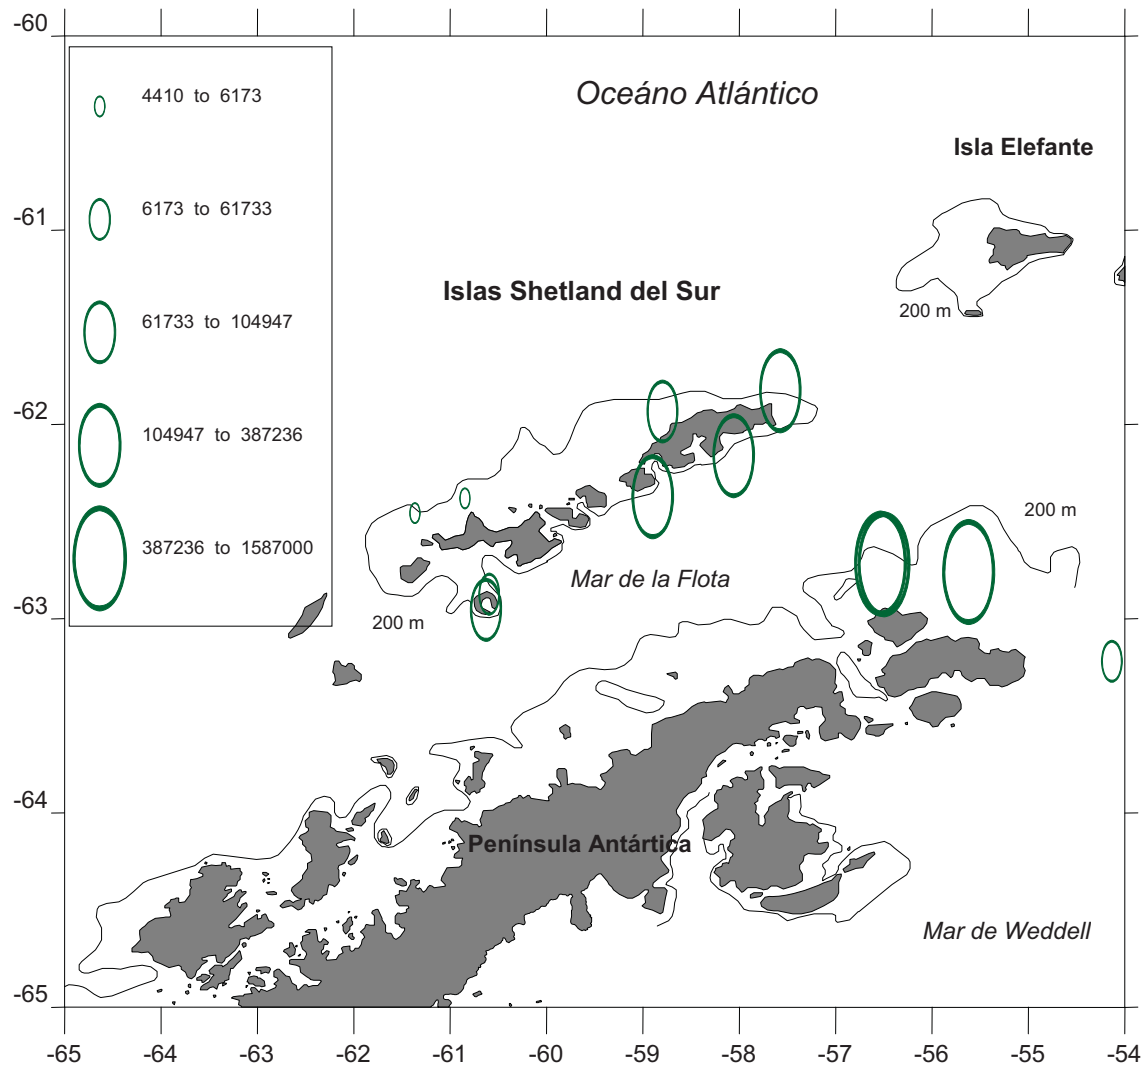 -60
4410 to 6173
Oceáno Atlántico
Isla Elefante
6173 to 61733
-61
Islas Shetland del Sur
200 m
61733 to 104947
-62
104947 to 387236
200 m
387236 to 1587000
Mar de la Flota
-63
200 m
-64
Península Antártica
Mar de Weddell
-65
-65 -64 -63 -62 -61 -60 -59 -58 -57 -56 -55 -54